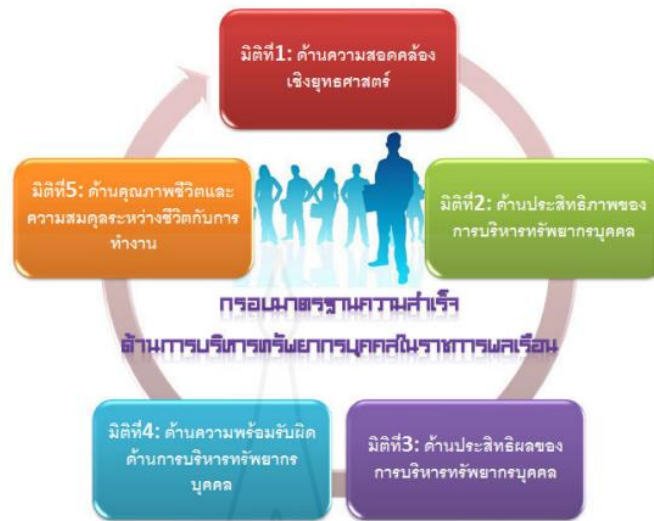 มิติที่1: ด้านความสอดคล้อง
เชิงยุทธศาสตร์
มิติที่2: ด้านประสิทธิภาพของ
การบริหารทรัพยากรบุคคล
มิติที่3: ด้านประสิทธิผลของ
การบริหารทรัพยากรบุคคล
มิติที่4: ด้านความพร้อมรับผิด
ด้านการบริหารทรัพยากร
บุคคล
มิติที่5: ด้านคุณภาพชีวิตและ
ความสมดุลระหว่างชีวิตกับการ
ทำงาน
กรอบมาตรฐานความสำเร็จ
ด้านการบริหารทรัพยากรบุคคลในราชการพลเรือน